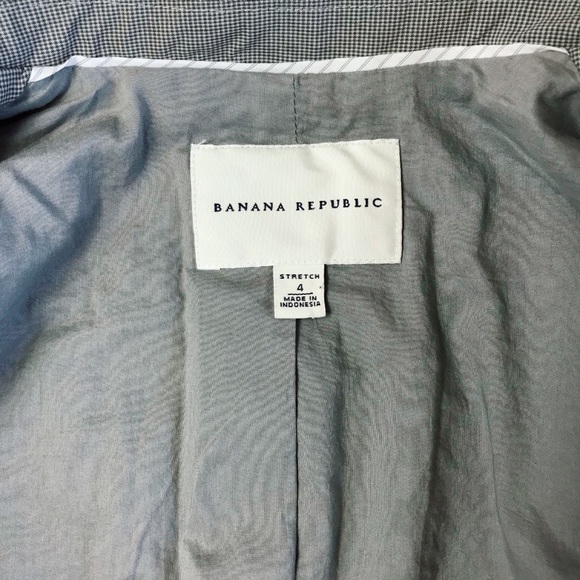 BANANA REPUBLIC
STRETCH
4
MADE IN
INDONESIA